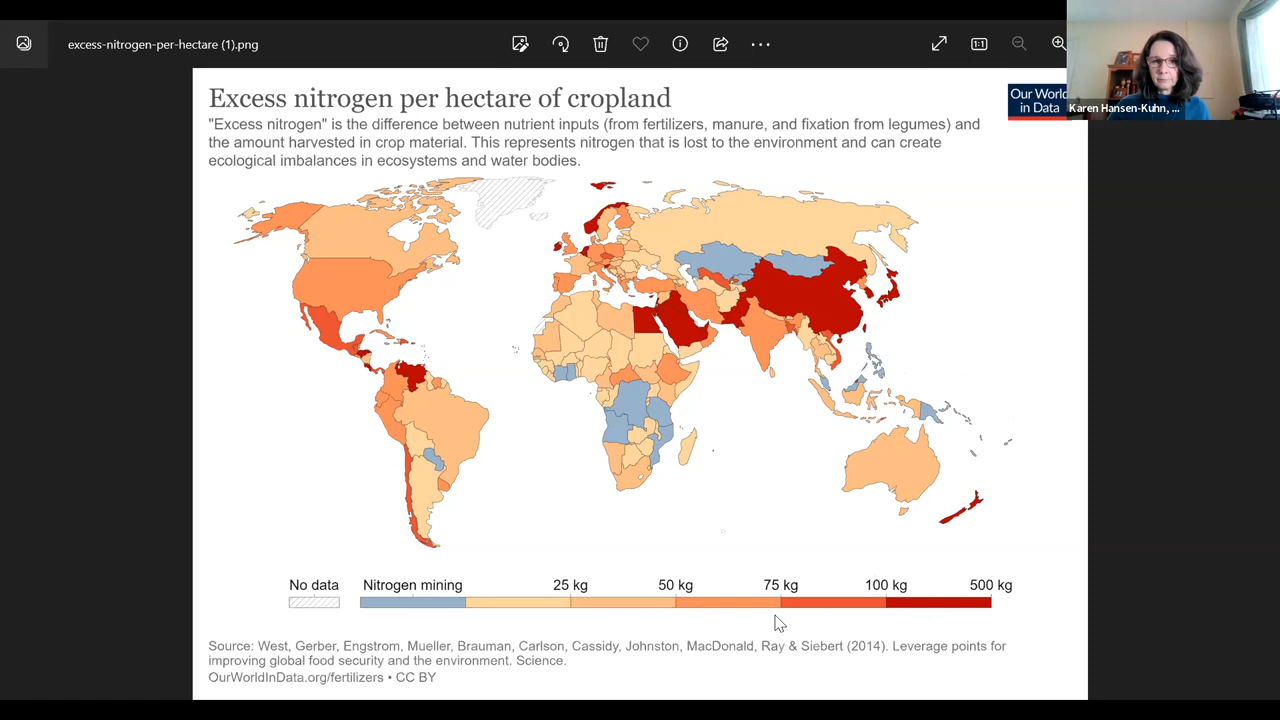 excess-nitrogen-per-hectare (1).png
1:1
Excess nitrogen per hectare of cropland
Our World
in Data
Karen Hansen-Kuhn, ...
"Excess nitrogen" is the difference between nutrient inputs (from fertilizers, manure, and fixation from legumes) and
the amount harvested in crop material. This represents nitrogen that is lost to the environment and can create
ecological imbalances in ecosystems and water bodies.
No data
Nitrogen mining
25 kg
50 kg
75 kg
100 kg
500 kg
Source: West, Gerber, Engstrom, Mueller, Brauman, Carlson, Cassidy, Johnston, MacDonald, Ray & Siebert (2014). Leverage points for
improving global food security and the environment. Science.
OurWorldInData.org/fertilizers • CC BY